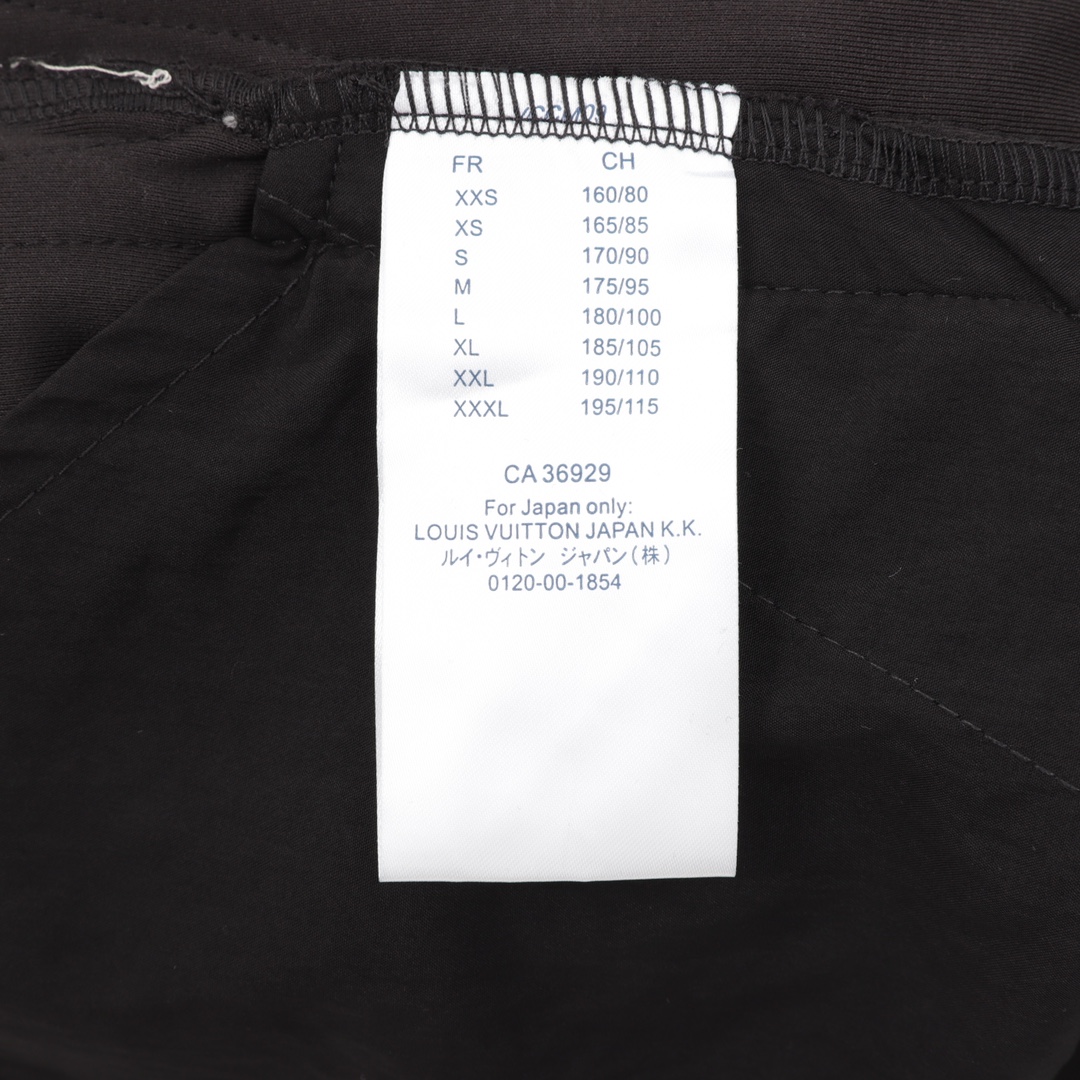 FR CH
XXS 160/80
XS 165/85
S 170/90
M 175/95
L 180/100
XL 185/105
XXL 190/110
XXXL 195/115
CA 36929
For Japan only:
LOUIS VUITTON JAPAN K.K.
ルイ・ヴィトン ジャパン(株)
0120-00-1854